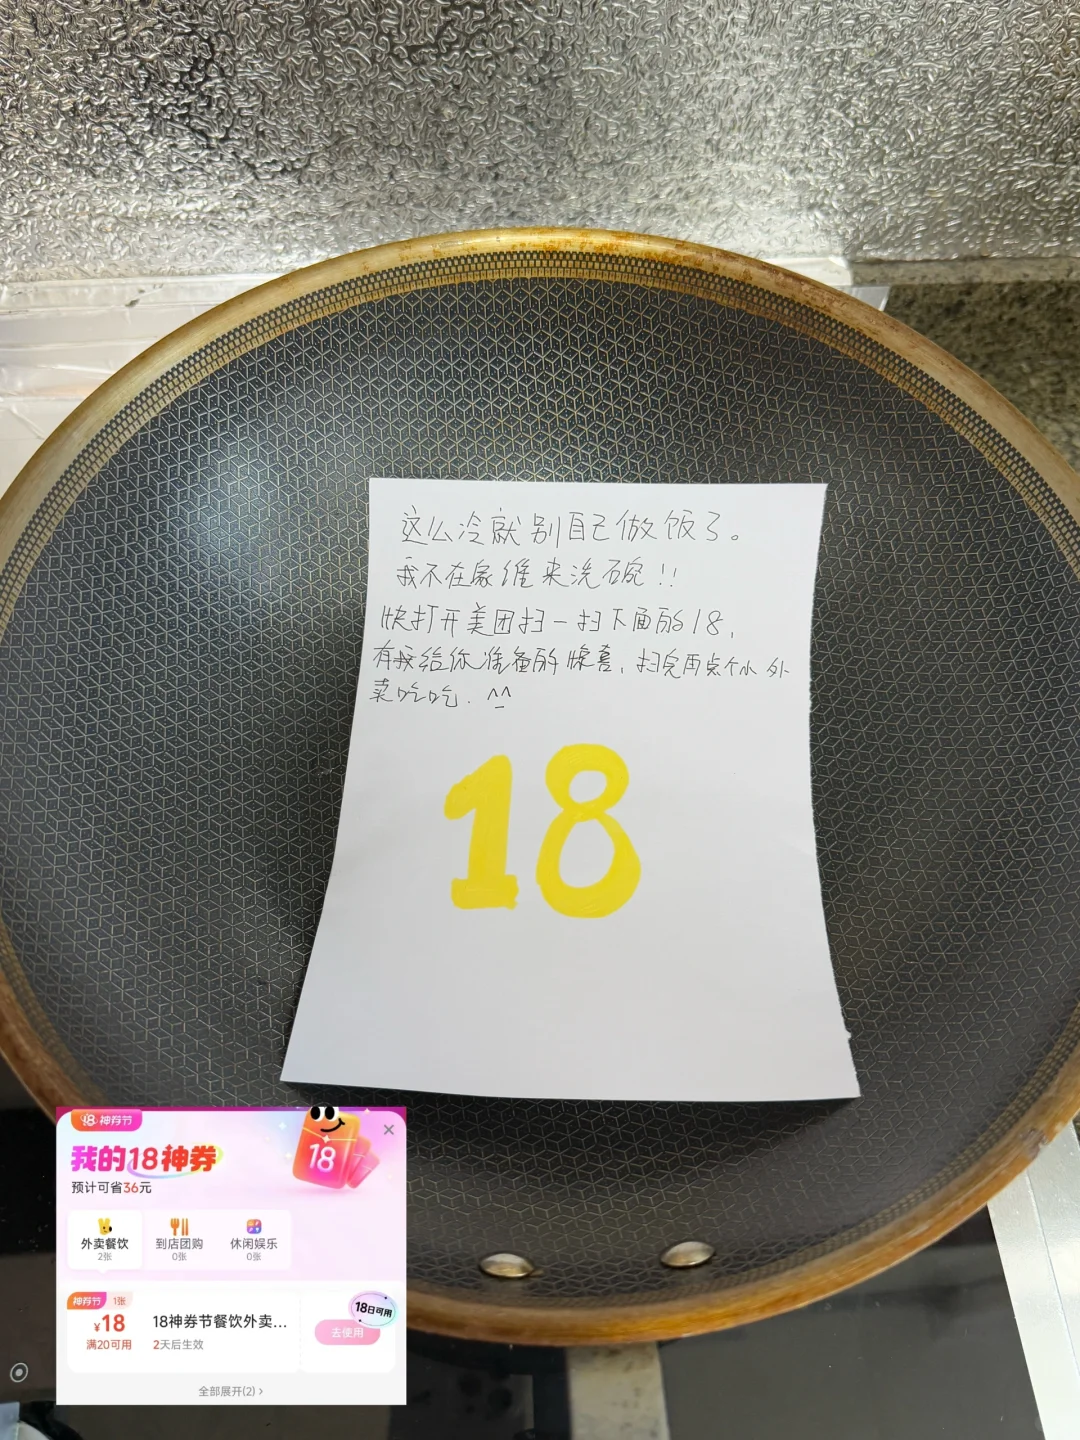 这么冷就别自己做饭了。
我不在家谁来洗碗!!
快打开美团扫一扫下面的18,
有我给你准备的惊喜,扫完再点个外
卖吃吃. ^_^
18
18神券节
我的18神券
预计可省36元
18
外卖餐饮 到店团购 休闲娱乐
2张 0张 0张
神券节 1张
¥18
满20可用
18神券节餐饮外卖...
2天后生效
18日可用
去使用
全部展开(2) >